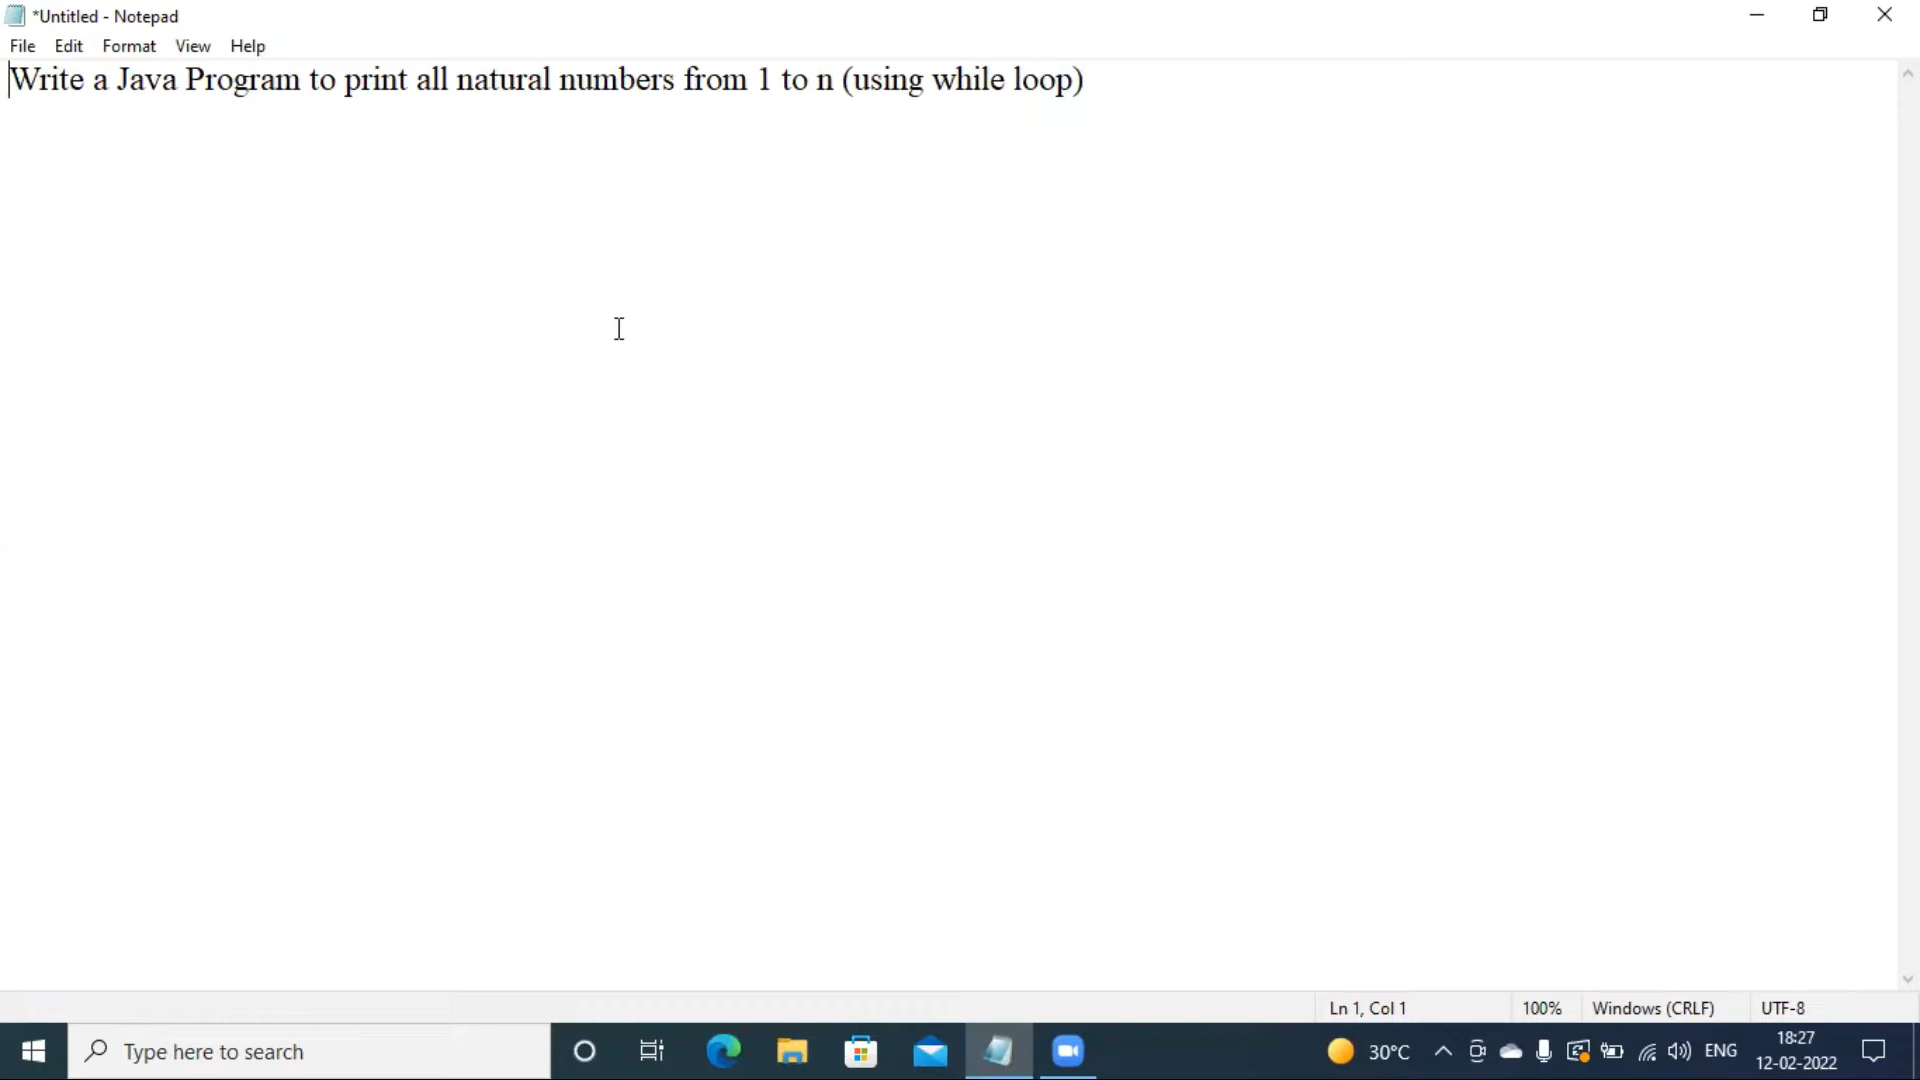 *Untitled - Notepad
File Edit Format View Help
Write a Java Program to print all natural numbers from 1 to n (using while loop)
Ln 1, Col 1 100% Windows (CRLF) UTF-8
Type here to search 30°C ENG 18:27
12-02-2022